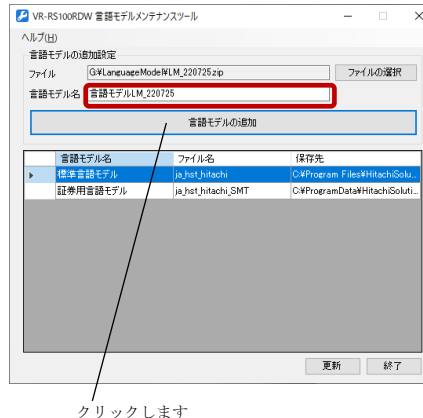 VR-RS100RDW 言語モデルメンテナンスツール
ヘルプ(H)
言語モデルの追加設定
ファイル G:¥LanguageModel¥LM_220725.zip ファイルの選択
言語モデル名 言語モデルLM_220725
言語モデルの追加
言語モデル名 ファイル名 保存先
標準言語モデル ja_hst_hitachi C:¥Program Files¥HitachiSolu...
証券用言語モデル ja_hst_hitachi_SMT C:¥ProgramData¥HitachiSoluti...
更新 終了
クリックします